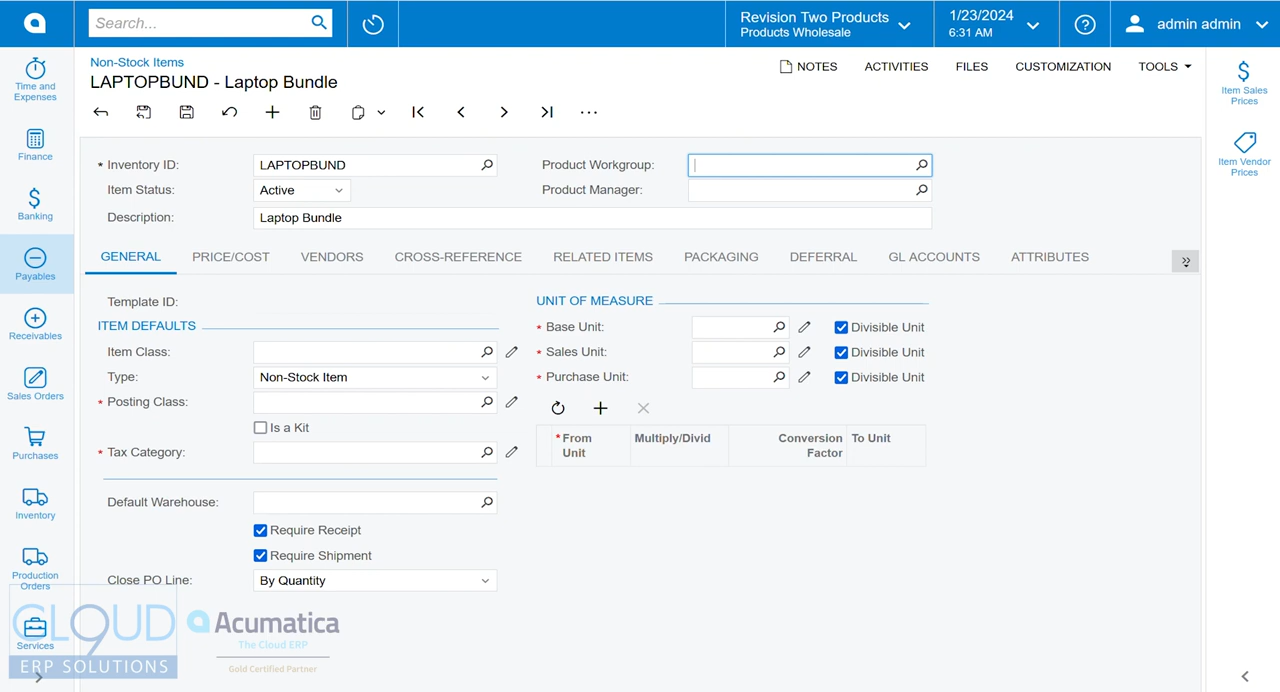 Search...
Revision Two Products
Products Wholesale
1/23/2024
6:31 AM
admin admin
Time and
Expenses
Finance
Banking
Payables
Receivables
Sales Orders
Purchases
Inventory
Production
Orders
Services
Non-Stock Items
LAPTOPBUND - Laptop Bundle
NOTES
ACTIVITIES
FILES
CUSTOMIZATION
TOOLS
* Inventory ID:
LAPTOPBUND
Product Workgroup:
Item Status:
Active
Product Manager:
Description:
Laptop Bundle
GENERAL
PRICE/COST
VENDORS
CROSS-REFERENCE
RELATED ITEMS
PACKAGING
DEFERRAL
GL ACCOUNTS
ATTRIBUTES
Template ID:
ITEM DEFAULTS
Item Class:
Type:
Non-Stock Item
* Posting Class:
Is a Kit
* Tax Category:
Default Warehouse:
Require Receipt
Require Shipment
Close PO Line:
By Quantity
UNIT OF MEASURE
* Base Unit:
Divisible Unit
* Sales Unit:
Divisible Unit
* Purchase Unit:
Divisible Unit
* From
Unit
Multiply/Divid
Conversion
Factor
To Unit
Item Sales
Prices
Item Vendor
Prices
CLOUD
9
ERP SOLUTIONS
Acumatica
The Cloud ERP
Gold Certified Partner